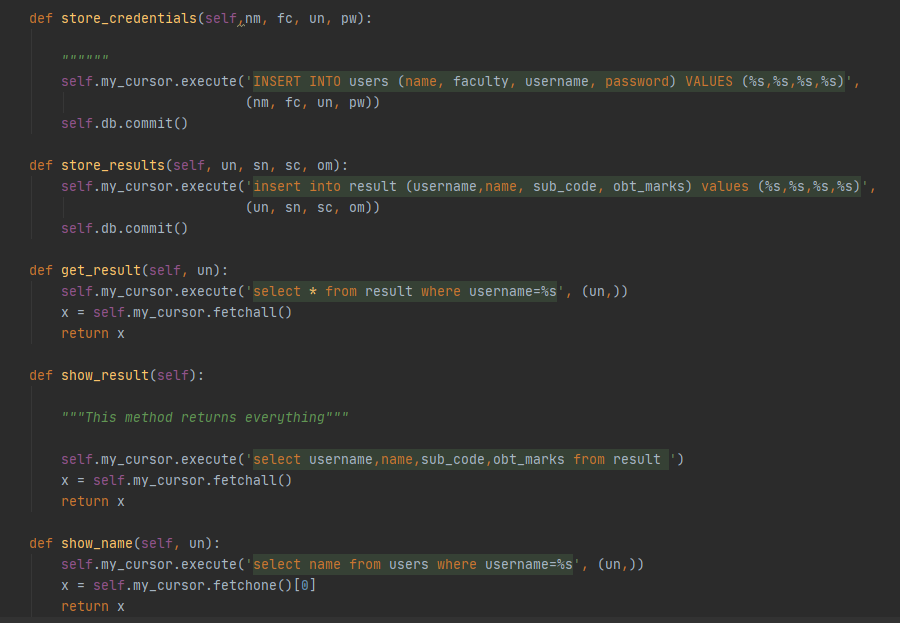 def store_credentials(self,nm, fc, un, pw):
""""""
self.my_cursor.execute('INSERT INTO users (name, faculty, username, password) VALUES (%s,%s,%s,%s)',
(nm, fc, un, pw))
self.db.commit()
def store_results(self, un, sn, sc, om):
self.my_cursor.execute('insert into result (username,name, sub_code, obt_marks) values (%s,%s,%s,%s)',
(un, sn, sc, om))
self.db.commit()
def get_result(self, un):
self.my_cursor.execute('select * from result where username=%s', (un,))
x = self.my_cursor.fetchall()
return x
def show_result(self):
"""This method returns everything"""
self.my_cursor.execute('select username,name,sub_code,obt_marks from result ')
x = self.my_cursor.fetchall()
return x
def show_name(self, un):
self.my_cursor.execute('select name from users where username=%s', (un,))
x = self.my_cursor.fetchone()[0]
return x